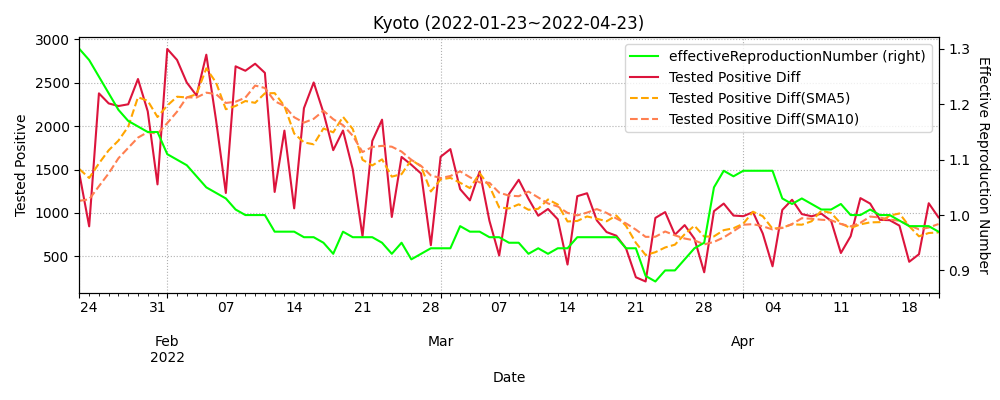 Kyoto (2022-01-23~2022-04-23)
effectiveReproductionNumber (right)
Tested Positive Diff
Tested Positive Diff(SMA5)
Tested Positive Diff(SMA10)
Tested Positive
3000
2500
2000
1500
1000
500
1.3
1.2
1.1
1.0
0.9
Effective Reproduction Number
24 31 07 14 21 28 07 14 21 28 04 11 18
Feb Mar Apr
2022
Date